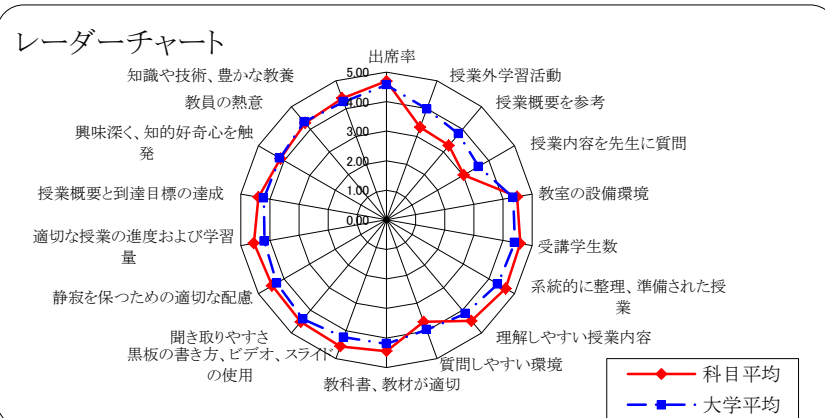 レーダーチャート
出席率
授業外学習活動
授業概要を参考
授業内容を先生に質問
教室の設備環境
受講学生数
系統的に整理、準備された授
業
理解しやすい授業内容
質問しやすい環境
教科書、教材が適切
黒板の書き方、ビデオ、スライド
の使用
聞き取りやすさ
静寂を保つための適切な配慮
適切な授業の進度および学習
量
授業概要と到達目標の達成
興味深く、知的好奇心を触
発
教員の熱意
知識や技術、豊かな教養
5.00
4.00
3.00
2.00
1.00
0.00
科目平均
大学平均